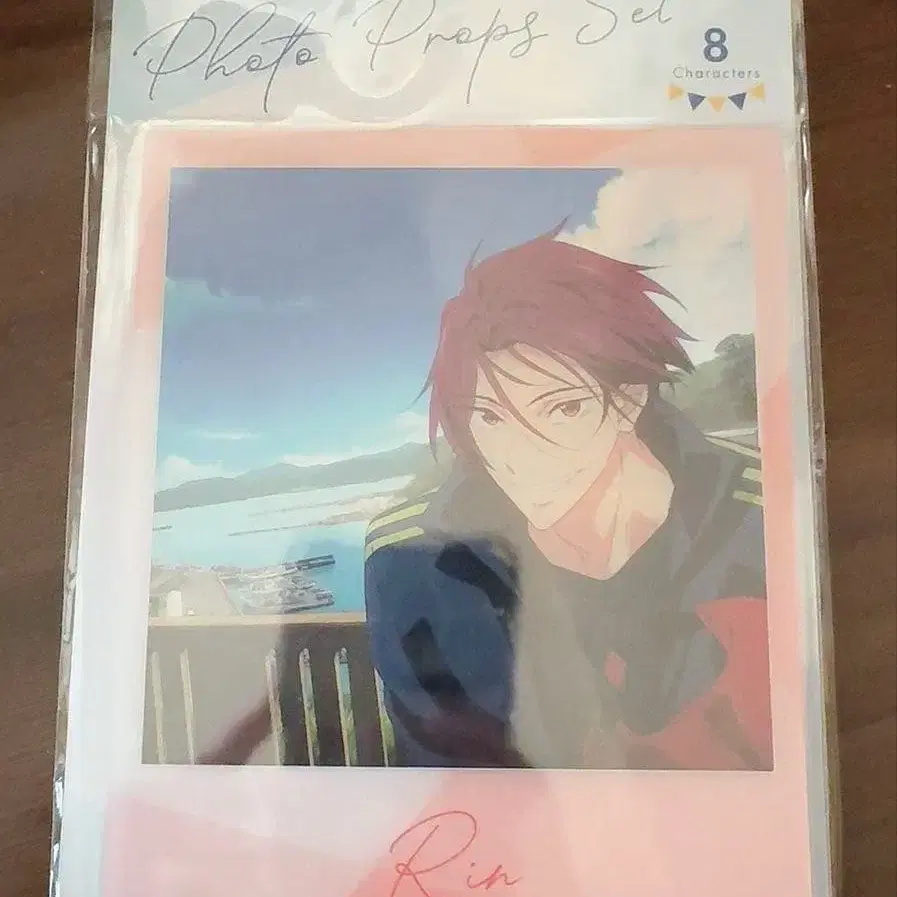 Photo Props Set
8
Characters
Rin